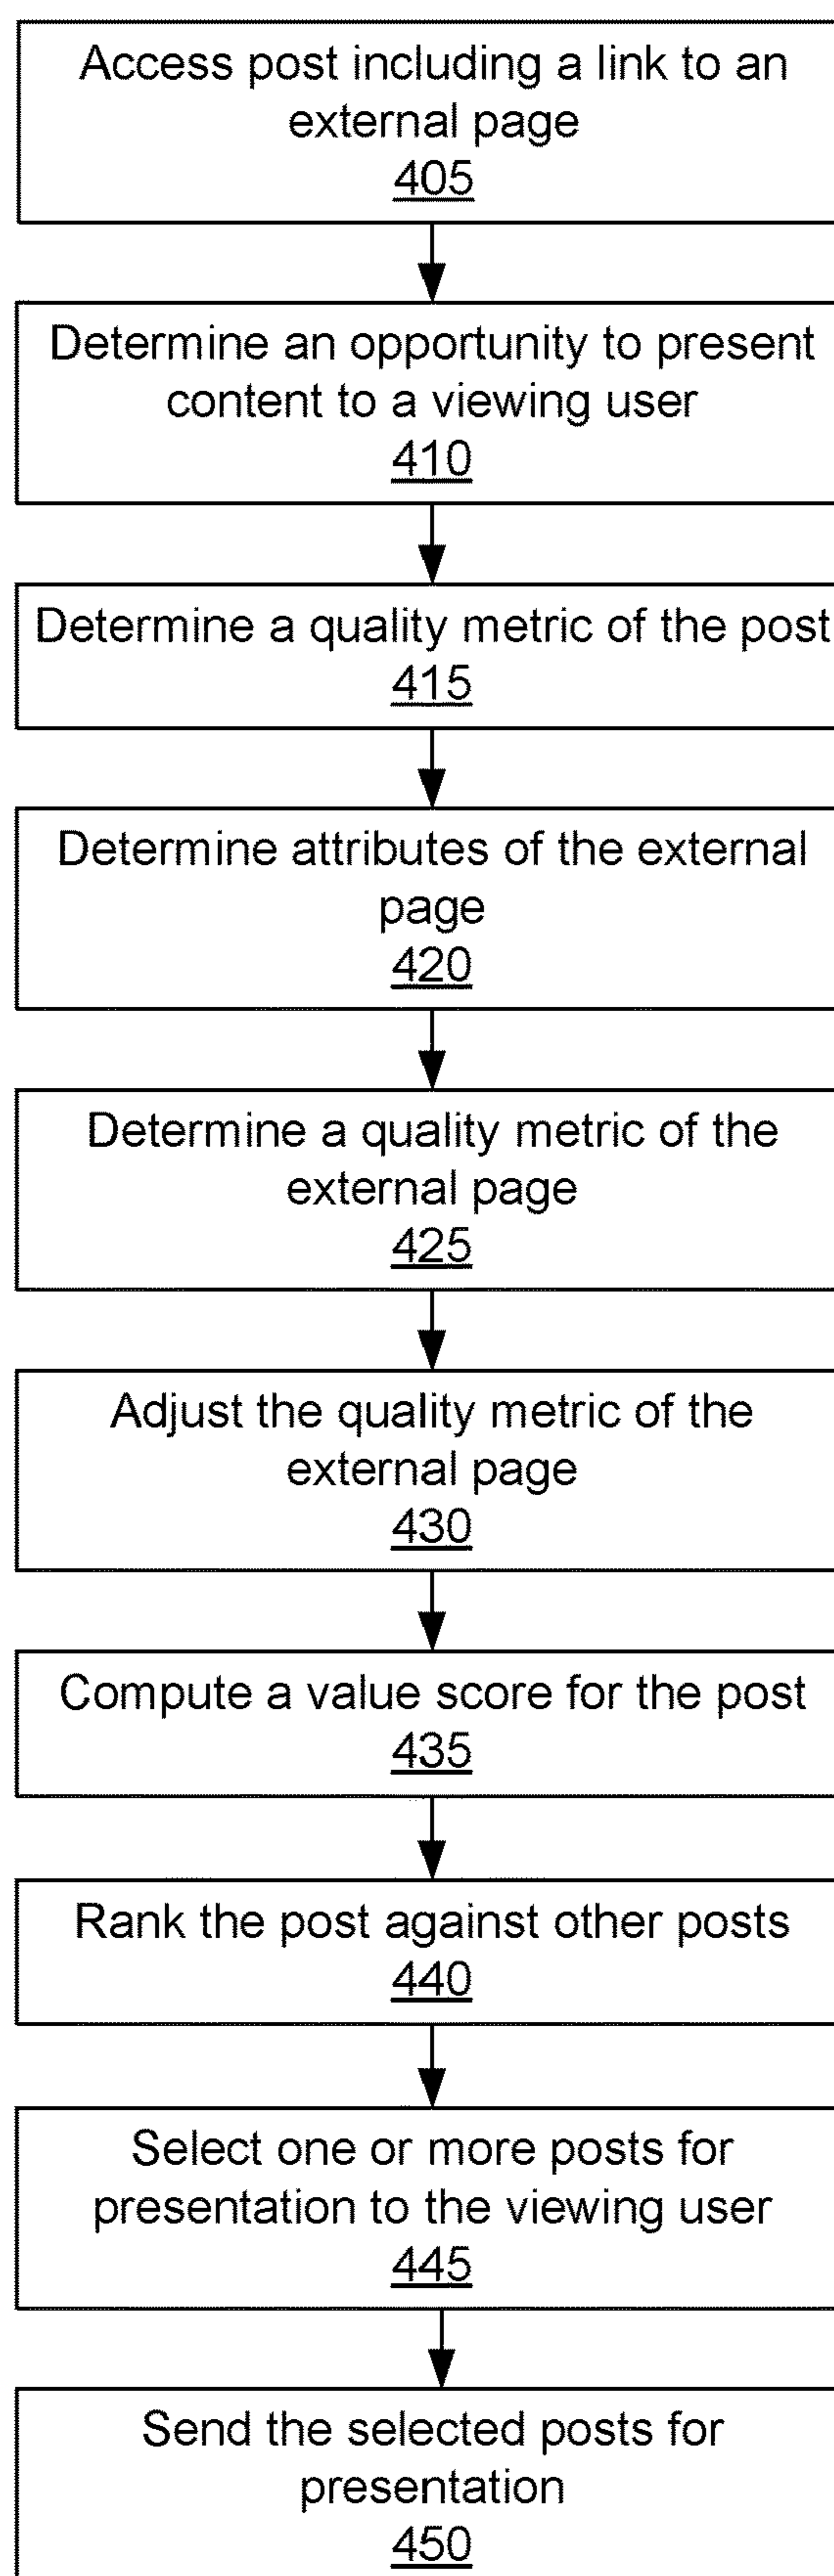 Access post including a link to an
external page
405
Determine an opportunity to present
content to a viewing user
410
Determine a quality metric of the post
415
Determine attributes of the external
page
420
Determine a quality metric of the
external page
425
Adjust the quality metric of the
external page
430
Compute a value score for the post
435
Rank the post against other posts
440
Select one or more posts for
presentation to the viewing user
445
Send the selected posts for
presentation
450